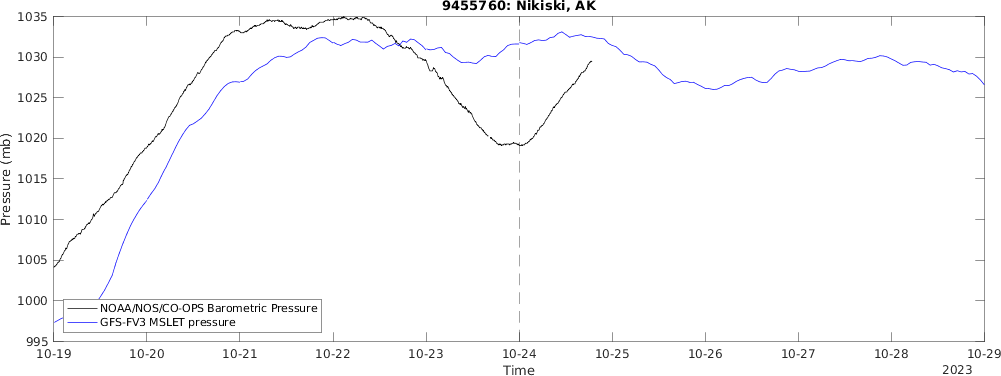 9455760: Nikiski, AK
1035
1030
1025
1020
1015
1010
1005
1000
995
Pressure (mb)
NOAA/NOS/CO-OPS Barometric Pressure
GFS-FV3 MSLET pressure
10-19 10-20 10-21 10-22 10-23 10-24 10-25 10-26 10-27 10-28 10-29
Time
2023